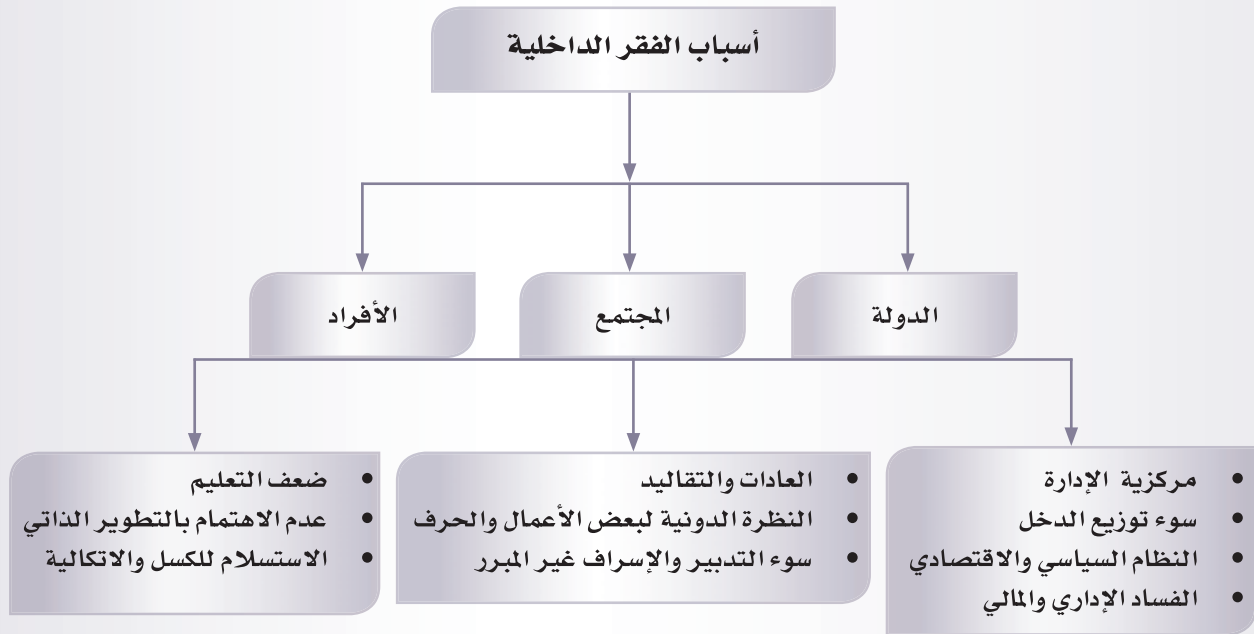 أسباب الفقر الداخلية
الدولة
المجتمع
الأفراد
• مركزية الإدارة
• سوء توزيع الدخل
• النظام السياسي والاقتصادي
• الفساد الإداري والمالي
• العادات والتقاليد
• النظرة الدونية لبعض الأعمال والحرف
• سوء التدبير والإسراف غير المبرر
• ضعف التعليم
• عدم الاهتمام بالتطوير الذاتي
• الاستسلام للكسل والاتكالية